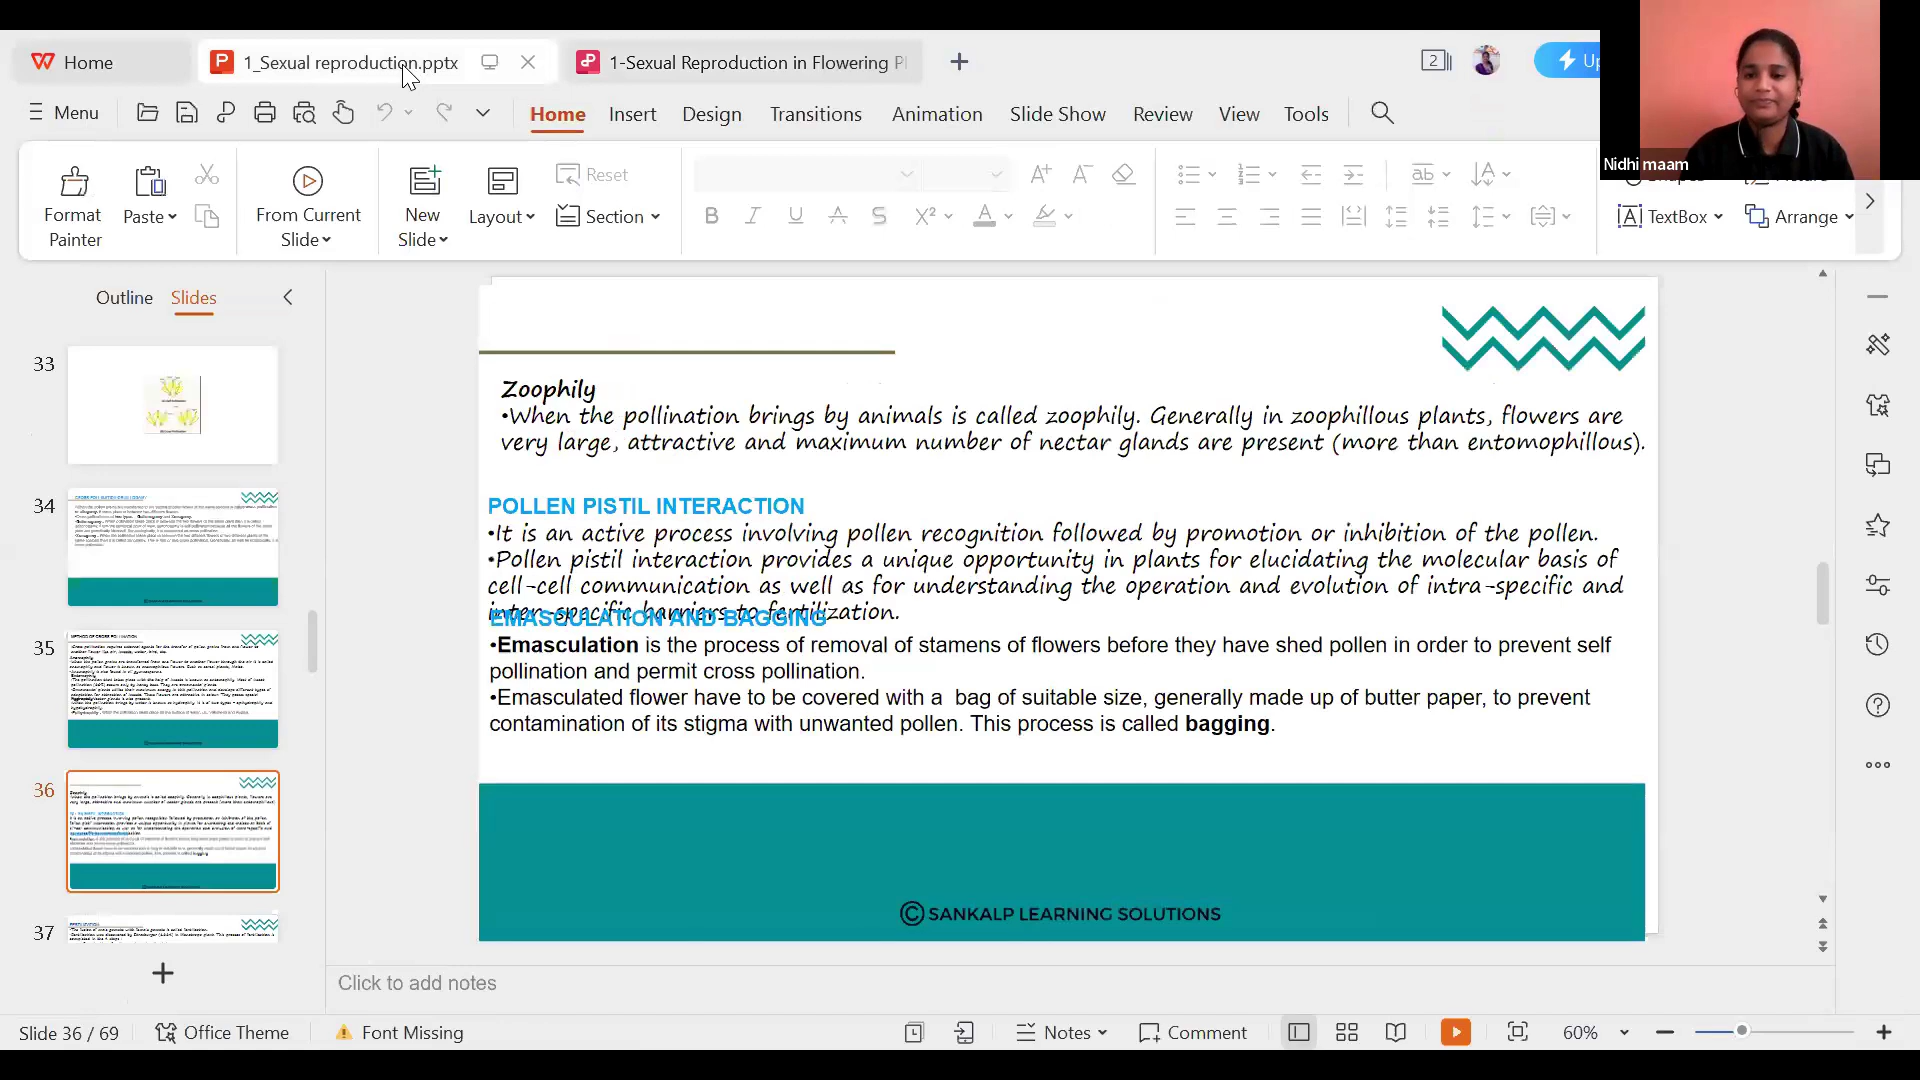 Home
1_Sexual reproduction.pptx
1-Sexual Reproduction in Flowering Pl
2
Up
Menu
Home Insert Design Transitions Animation Slide Show Review View Tools
Nidhi maam
Format Painter
Paste
From Current Slide
New Slide
Layout
Reset
Section
TextBox
Arrange
Outline Slides
33
34
35
36
37
Zoophily
•When the pollination brings by animals is called zoophily. Generally in zoophillous plants, flowers are
very large, attractive and maximum number of nectar glands are present (more than entomophillous).
POLLEN PISTIL INTERACTION
•It is an active process involving pollen recognition followed by promotion or inhibition of the pollen.
•Pollen pistil interaction provides a unique opportunity in plants for elucidating the molecular basis of
cell-cell communication as well as for understanding the operation and evolution of intra-specific and
inter-specific barriers to fertilization.
EMASCULATION AND BAGGING
•Emasculation is the process of removal of stamens of flowers before they have shed pollen in order to prevent self
pollination and permit cross pollination.
•Emasculated flower have to be covered with a bag of suitable size, generally made up of butter paper, to prevent
contamination of its stigma with unwanted pollen. This process is called bagging.
© SANKALP LEARNING SOLUTIONS
Click to add notes
Slide 36 / 69
Office Theme
Font Missing
Notes
Comment
60%